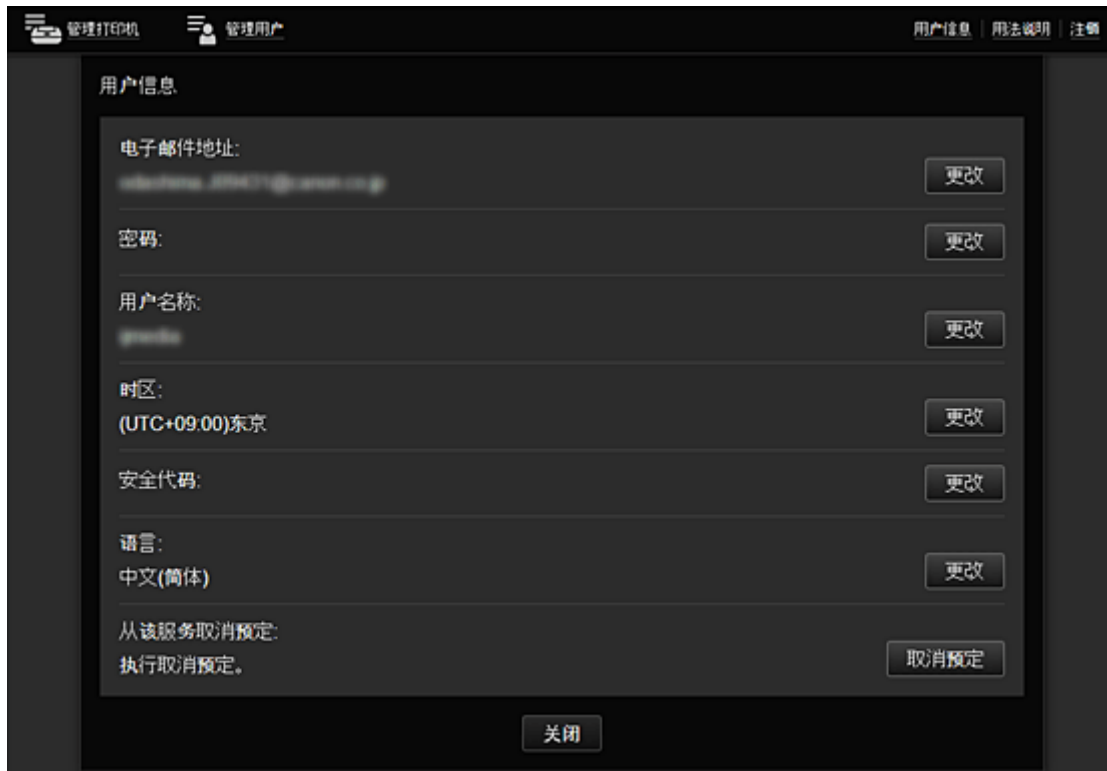 管理打印机 管理用户 用户信息 用法说明 注销
用户信息
电子邮件地址:
更改
密码:
更改
用户名称:
更改
时区:
(UTC+09:00)东京
更改
安全代码:
更改
语言:
中文(简体)
更改
从该服务取消预定:
执行取消预定。
取消预定
关闭